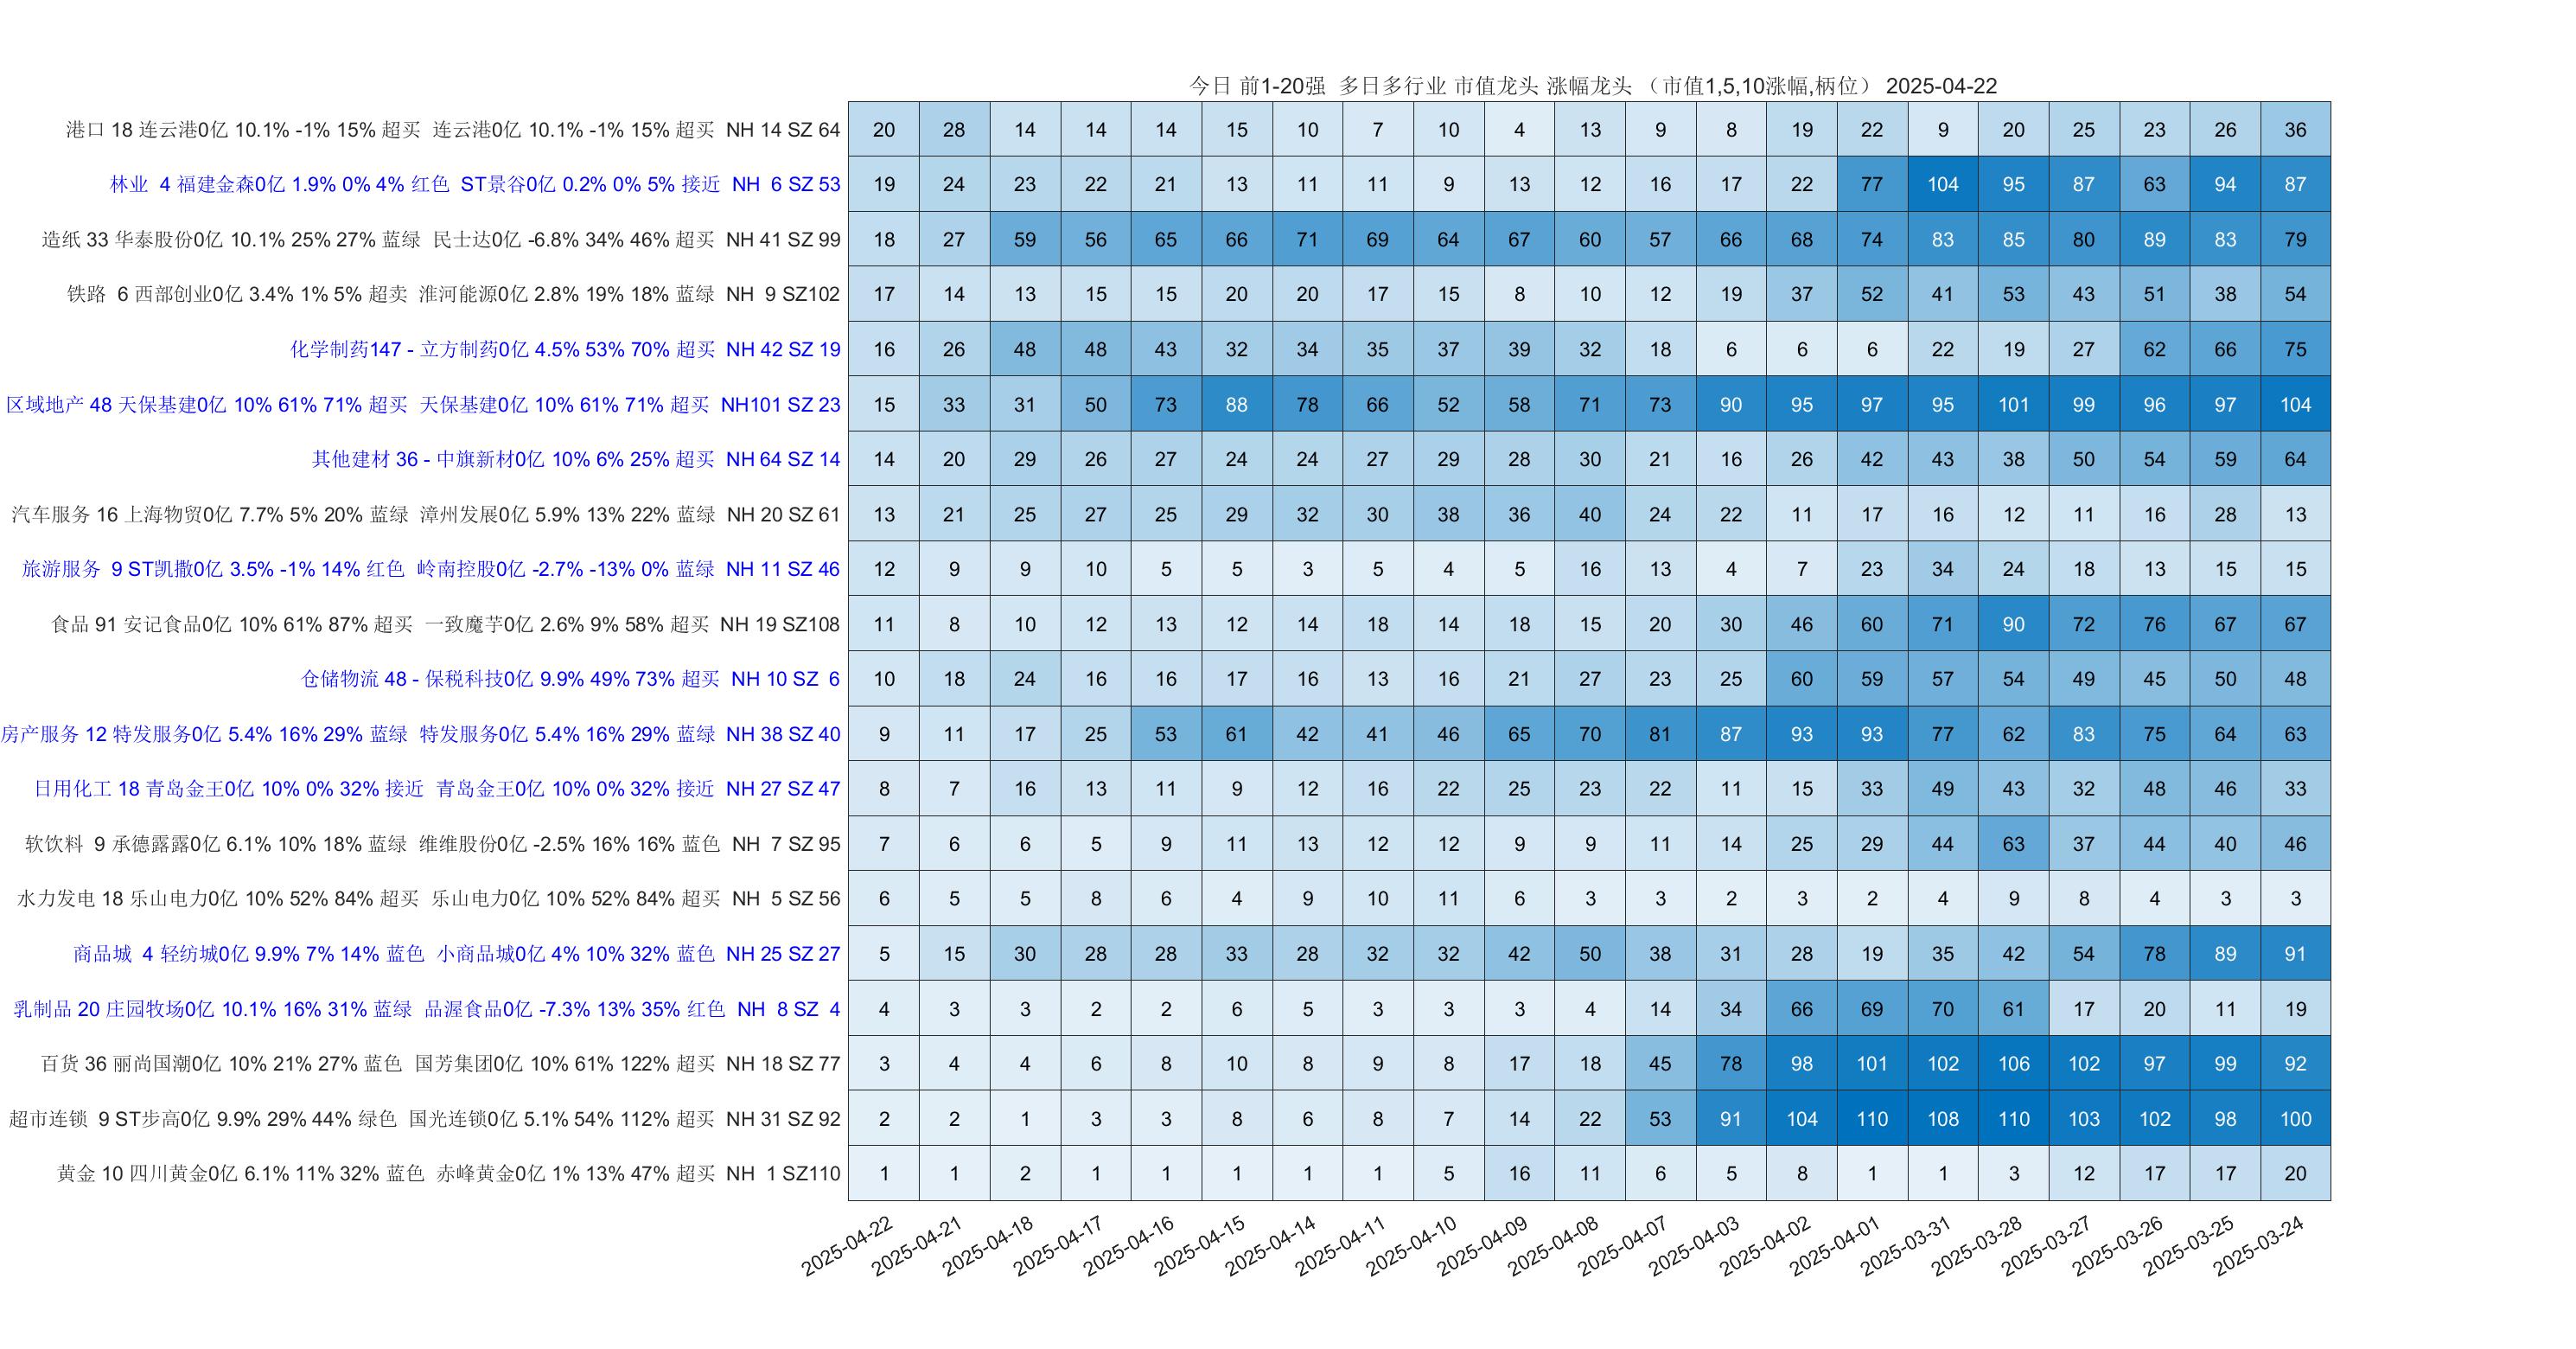 今日 前1-20强 多日多行业 市值龙头 涨幅龙头 （市值1,5,10涨幅,柄位） 2025-04-22
港口 18 连云港0亿 10.1% -1% 15% 超买 连云港0亿 10.1% -1% 15% 超买 NH 14 SZ 64 20 28 14 14 14 15 10 7 10 4 13 9 8 19 22 9 20 25 23 26 36
林业 4 福建金森0亿 1.9% 0% 4% 红色 ST景谷0亿 0.2% 0% 5% 接近 NH 6 SZ 53 19 24 23 22 21 13 11 11 9 13 12 16 17 22 77 104 95 87 63 94 87
造纸 33 华泰股份0亿 10.1% 25% 27% 蓝绿 民士达0亿 -6.8% 34% 46% 超买 NH 41 SZ 99 18 27 59 56 65 66 71 69 64 67 60 57 66 68 74 83 85 80 89 83 79
铁路 6 西部创业0亿 3.4% 1% 5% 超卖 淮河能源0亿 2.8% 19% 18% 蓝绿 NH 9 SZ102 17 14 13 15 15 20 20 17 15 8 10 12 19 37 52 41 53 43 51 38 54
化学制药147 - 立方制药0亿 4.5% 53% 70% 超买 NH 42 SZ 19 16 26 48 48 43 32 34 35 37 39 32 18 6 6 6 22 19 27 62 66 75
区域地产 48 天保基建0亿 10% 61% 71% 超买 天保基建0亿 10% 61% 71% 超买 NH101 SZ 23 15 33 31 50 73 88 78 66 52 58 71 73 90 95 97 95 101 99 96 97 104
其他建材 36 - 中旗新材0亿 10% 6% 25% 超买 NH 64 SZ 14 14 20 29 26 27 24 24 27 29 28 30 21 16 26 42 43 38 50 54 59 64
汽车服务 16 上海物贸0亿 7.7% 5% 20% 蓝绿 漳州发展0亿 5.9% 13% 22% 蓝绿 NH 20 SZ 61 13 21 25 27 25 29 32 30 38 36 40 24 22 11 17 16 12 11 16 28 13
旅游服务 9 ST凯撒0亿 3.5% -1% 14% 红色 岭南控股0亿 -2.7% -13% 0% 蓝绿 NH 11 SZ 46 12 9 9 10 5 5 3 5 4 5 16 13 4 7 23 34 24 18 13 15 15
食品 91 安记食品0亿 10% 61% 87% 超买 一致魔芋0亿 2.6% 9% 58% 超买 NH 19 SZ108 11 8 10 12 13 12 14 18 14 18 15 20 30 46 60 71 90 72 76 67 67
仓储物流 48 - 保税科技0亿 9.9% 49% 73% 超买 NH 10 SZ 6 10 18 24 16 16 17 16 13 16 21 27 23 25 60 59 57 54 49 45 50 48
房产服务 12 特发服务0亿 5.4% 16% 29% 蓝绿 特发服务0亿 5.4% 16% 29% 蓝绿 NH 38 SZ 40 9 11 17 25 53 61 42 41 46 65 70 81 87 93 93 77 62 83 75 64 63
日用化工 18 青岛金王0亿 10% 0% 32% 接近 青岛金王0亿 10% 0% 32% 接近 NH 27 SZ 47 8 7 16 13 11 9 12 16 22 25 23 22 11 15 33 49 43 32 48 46 33
软饮料 9 承德露露0亿 6.1% 10% 18% 蓝绿 维维股份0亿 -2.5% 16% 16% 蓝色 NH 7 SZ 95 7 6 6 5 9 11 13 12 12 9 9 11 14 25 29 44 63 37 44 40 46
水力发电 18 乐山电力0亿 10% 52% 84% 超买 乐山电力0亿 10% 52% 84% 超买 NH 5 SZ 56 6 5 5 8 6 4 9 10 11 6 3 3 2 3 2 4 9 8 4 3 3
商品城 4 轻纺城0亿 9.9% 7% 14% 蓝色 小商品城0亿 4% 10% 32% 蓝色 NH 25 SZ 27 5 15 30 28 28 33 28 32 32 42 50 38 31 28 19 35 42 54 78 89 91
乳制品 20 庄园牧场0亿 10.1% 16% 31% 蓝绿 品渥食品0亿 -7.3% 13% 35% 红色 NH 8 SZ 4 4 3 3 2 2 6 5 3 3 3 4 14 34 66 69 70 61 17 20 11 19
百货 36 丽尚国潮0亿 10% 21% 27% 蓝色 国芳集团0亿 10% 61% 122% 超买 NH 18 SZ 77 3 4 4 6 8 10 8 9 8 17 18 45 78 98 101 102 106 102 97 99 92
超市连锁 9 ST步高0亿 9.9% 29% 44% 绿色 国光连锁0亿 5.1% 54% 112% 超买 NH 31 SZ 92 2 2 1 3 3 8 6 8 7 14 22 53 91 104 110 108 110 103 102 98 100
黄金 10 四川黄金0亿 6.1% 11% 32% 蓝色 赤峰黄金0亿 1% 13% 47% 超买 NH 1 SZ110 1 1 2 1 1 1 1 1 5 16 11 6 5 8 1 1 3 12 17 17 20
2025-04-22 2025-04-21 2025-04-18 2025-04-17 2025-04-16 2025-04-15 2025-04-14 2025-04-11 2025-04-10 2025-04-09 2025-04-08 2025-04-07 2025-04-03 2025-04-02 2025-04-01 2025-03-31 2025-03-28 2025-03-27 2025-03-26 2025-03-25 2025-03-24